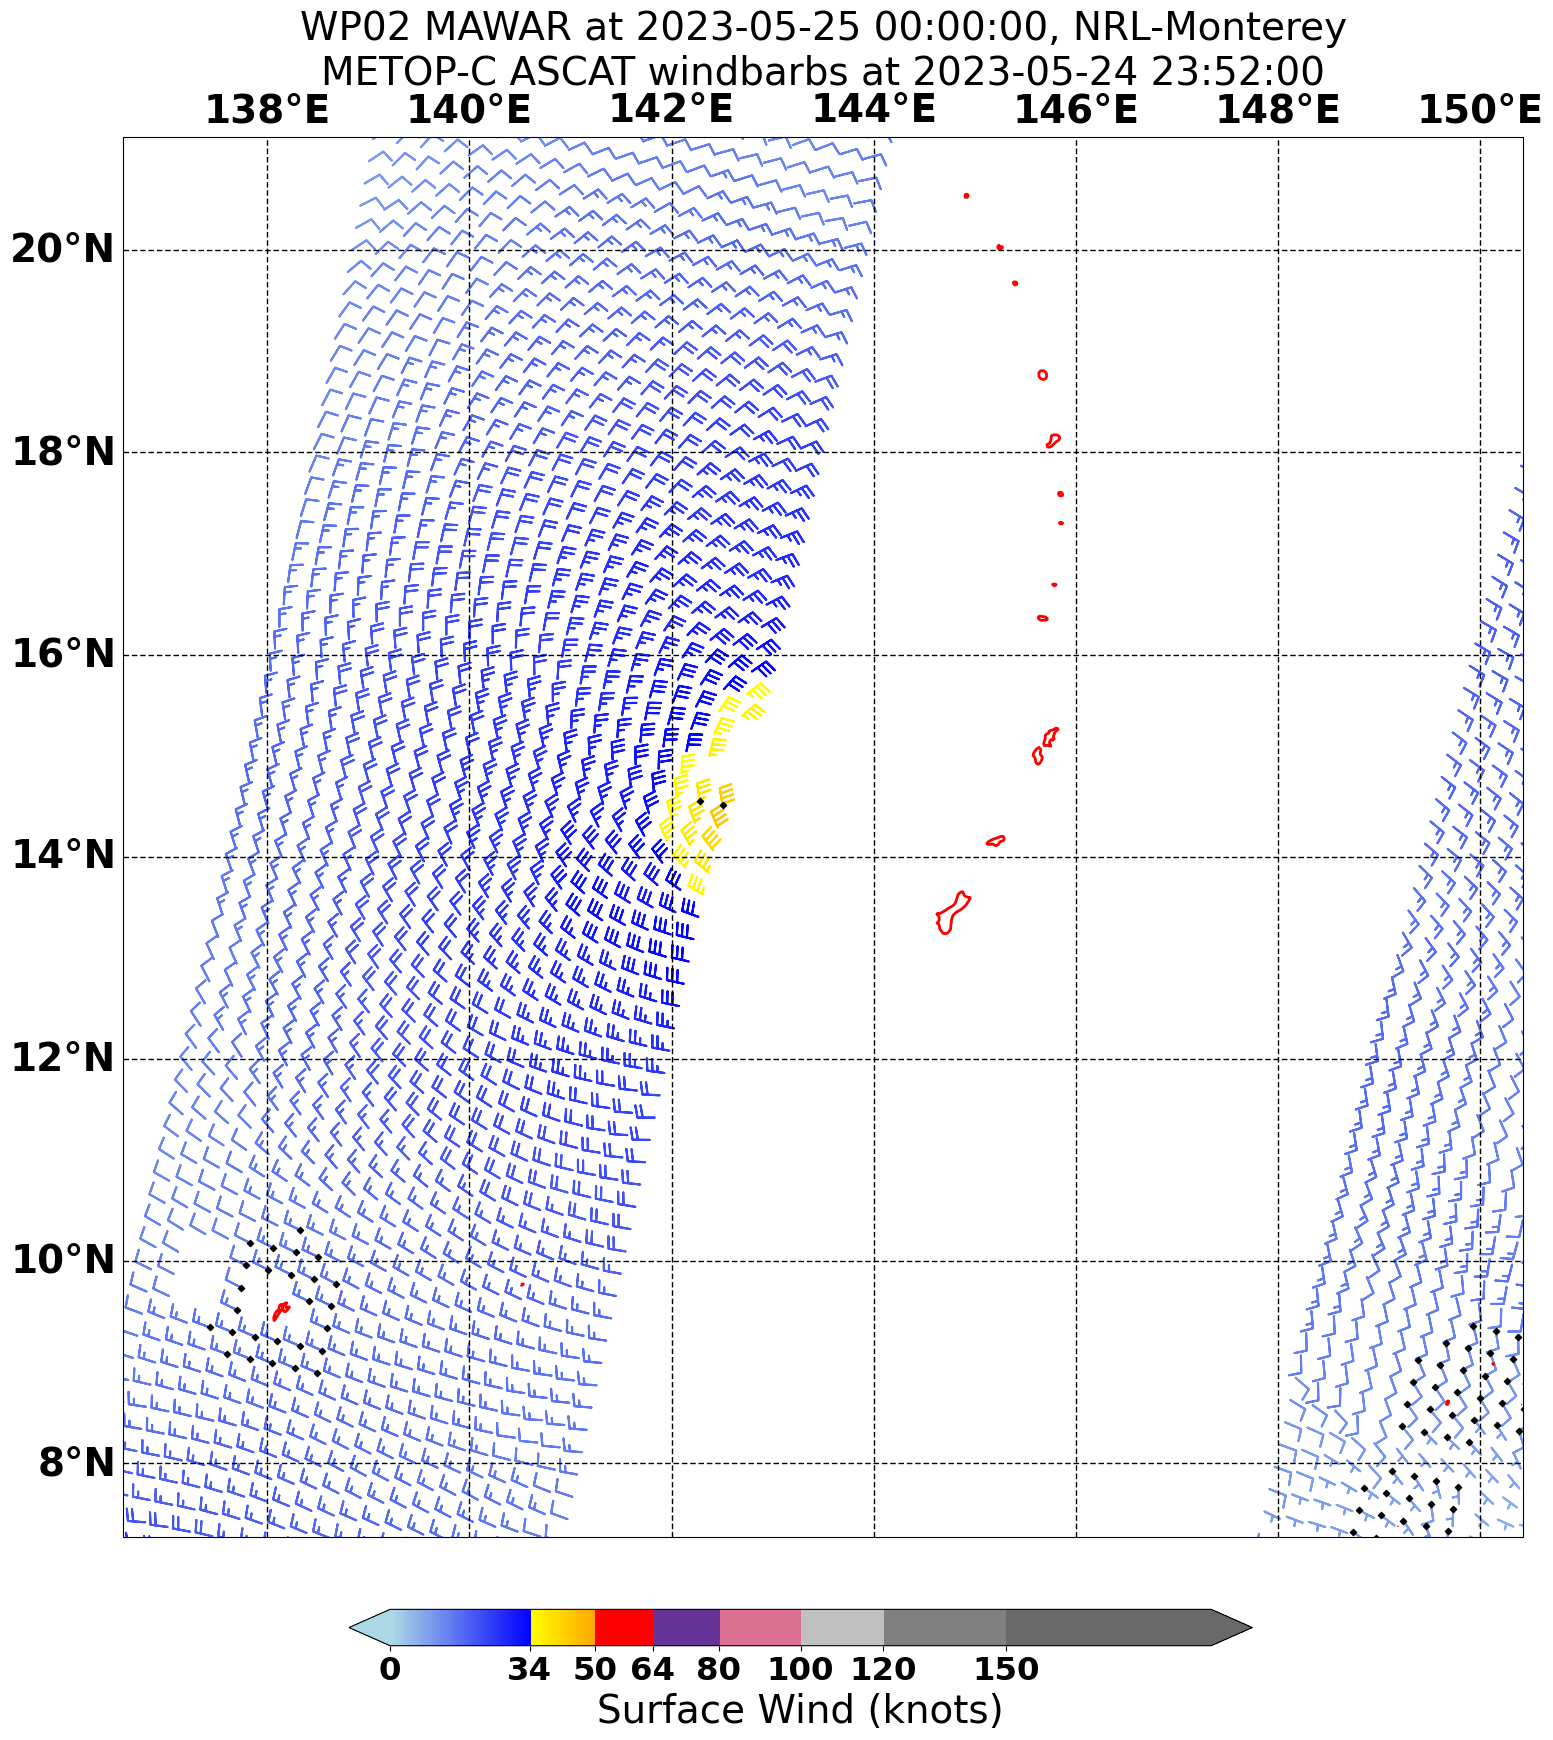 WP02 MAWAR at 2023-05-25 00:00:00, NRL-Monterey
METOP-C ASCAT windbarbs at 2023-05-24 23:52:00
138°E 140°E 142°E 144°E 146°E 148°E 150°E
20°N
18°N
16°N
14°N
12°N
10°N
8°N
0 34 50 64 80 100 120 150
Surface Wind (knots)